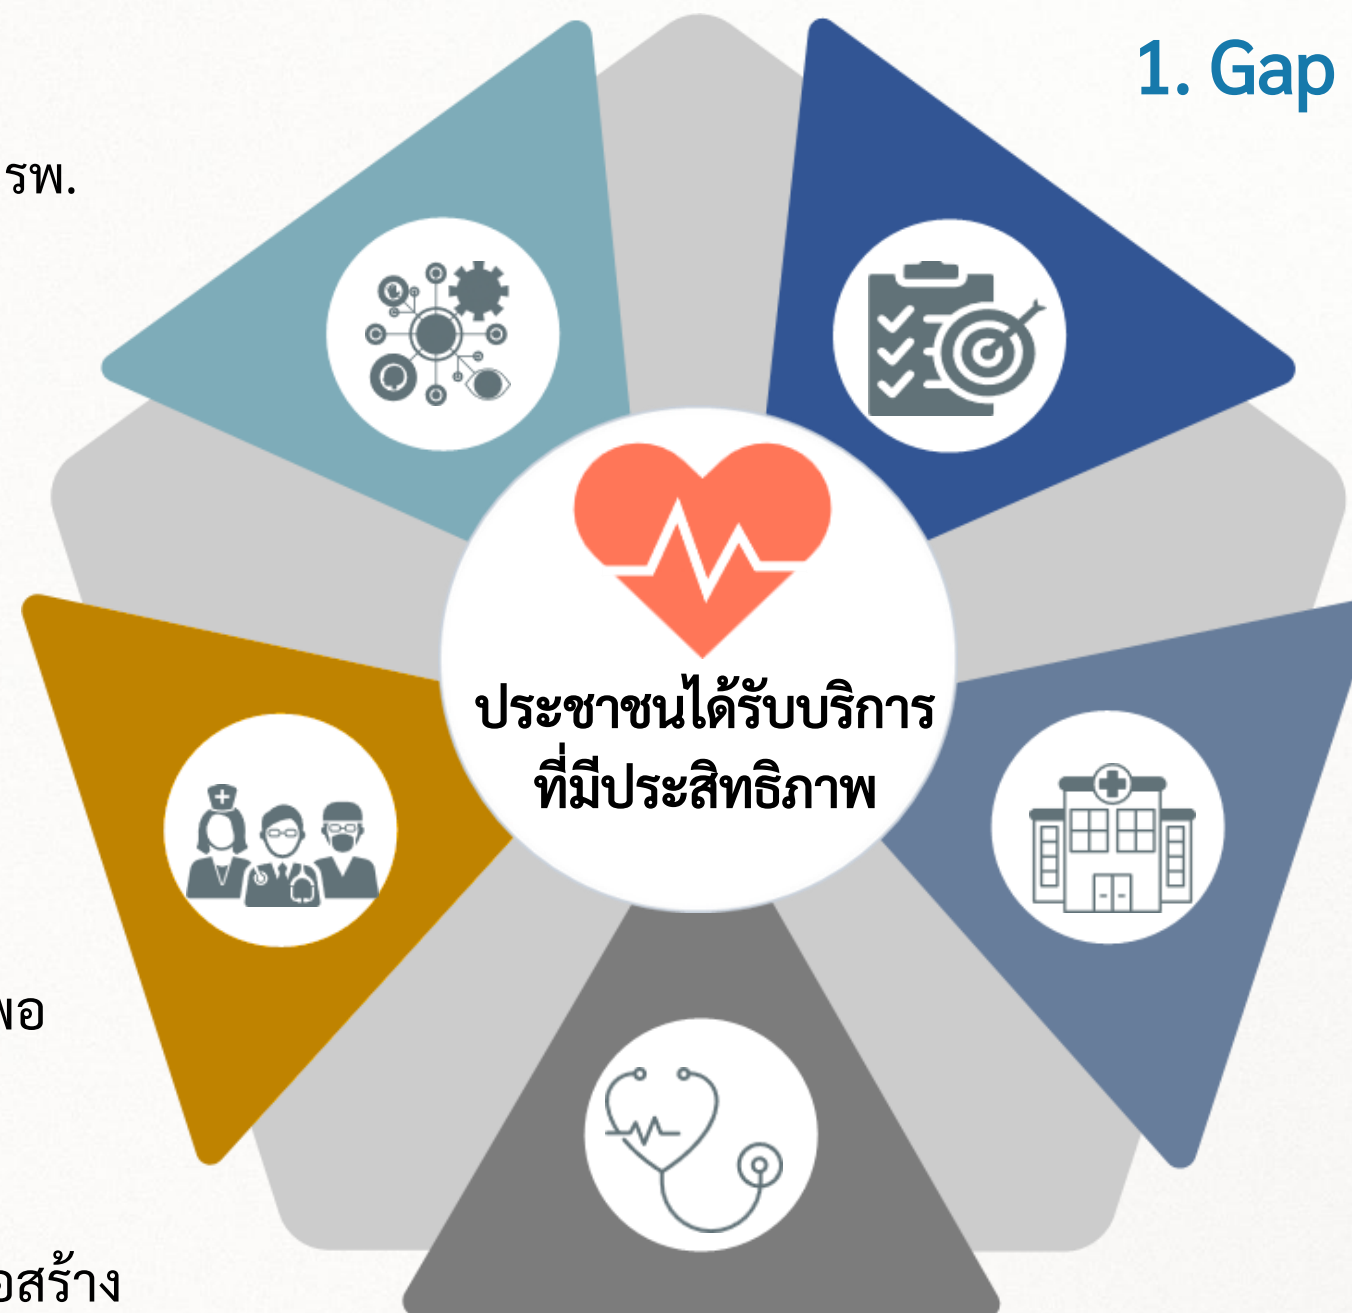 1. Gap
รพ.
ประชาชนได้รับบริการ
ที่มีประสิทธิภาพ
พอ
อสร้าง